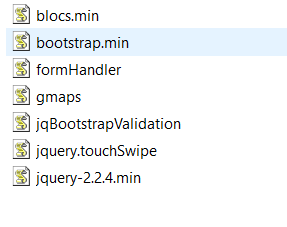 blocs.min
bootstrap.min
formHandler
gmaps
jqBootstrapValidation
jquery.touchSwipe
jquery-2.2.4.min